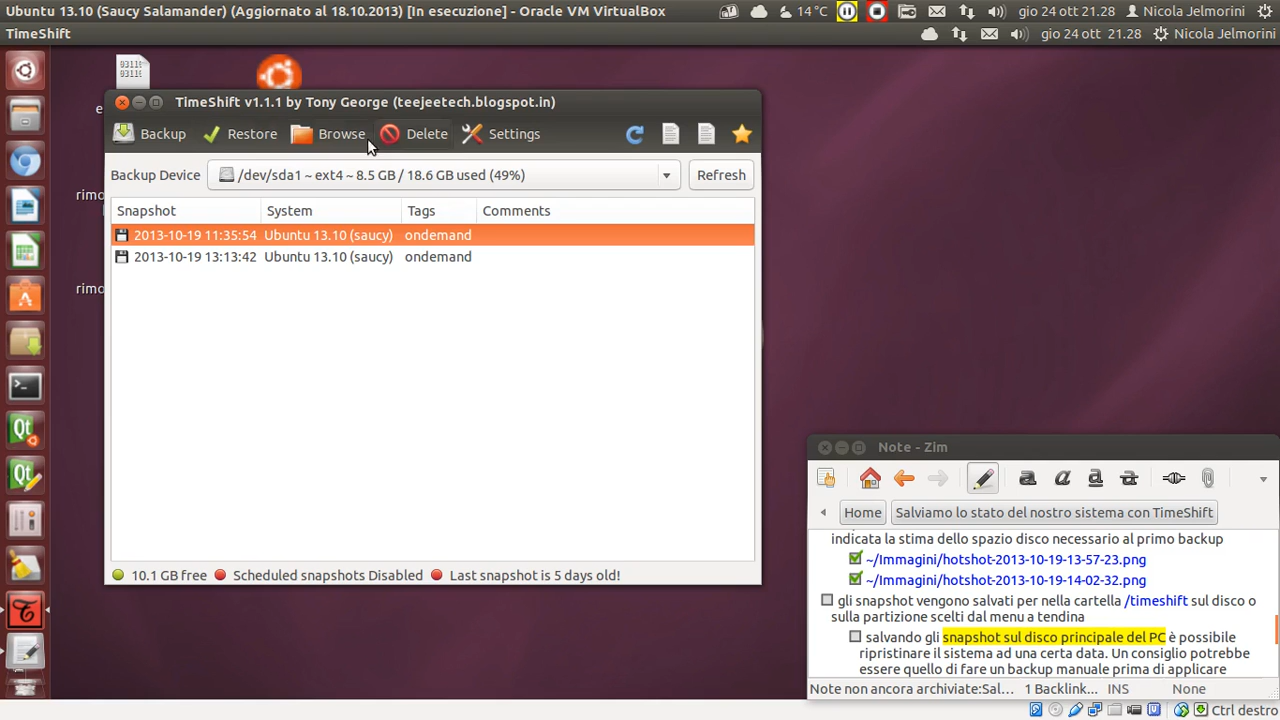 Ubuntu 13.10 (Saucy Salamander) (Aggiornato al 18.10.2013) [In esecuzione] - Oracle VM VirtualBox
14 °C
gio 24 ott 21.28
Nicola Jelmorini
TimeShift
gio 24 ott 21.28
Nicola Jelmorini
TimeShift v1.1.1 by Tony George (teejeetech.blogspot.in)
Backup
Restore
Browse
Delete
Settings
Backup Device
/dev/sda1 ~ ext4 ~ 8.5 GB / 18.6 GB used (49%)
Refresh
Snapshot
System
Tags
Comments
2013-10-19 11:35:54 Ubuntu 13.10 (saucy) ondemand
2013-10-19 13:13:42 Ubuntu 13.10 (saucy) ondemand
rimo
rimo
10.1 GB free
Scheduled snapshots Disabled
Last snapshot is 5 days old!
Note - Zim
Home
Salviamo lo stato del nostro sistema con TimeShift
indicata la stima dello spazio disco necessario al primo backup
~/Immagini/hotshot-2013-10-19-13-57-23.png
~/Immagini/hotshot-2013-10-19-14-02-32.png
gli snapshot vengono salvati per nella cartella /timeshift sul disco o
sulla partizione scelti dal menu a tendina
salvando gli snapshot sul disco principale del PC è possibile
ripristinare il sistema ad una certa data. Un consiglio potrebbe
essere quello di fare un backup manuale prima di applicare
Note non ancora archiviate:Sal...
1 Backlink...
INS
None
Ctrl destro